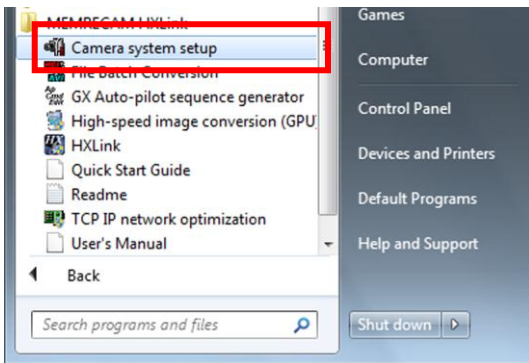 MEMRECAM HXLink
Camera system setup
File Batch Conversion
GX Auto-pilot sequence generator
High-speed image conversion (GPU
HXLink
Quick Start Guide
Readme
TCP IP network optimization
User's Manual
Back
Search programs and files
Games
Computer
Control Panel
Devices and Printers
Default Programs
Help and Support
Shut down